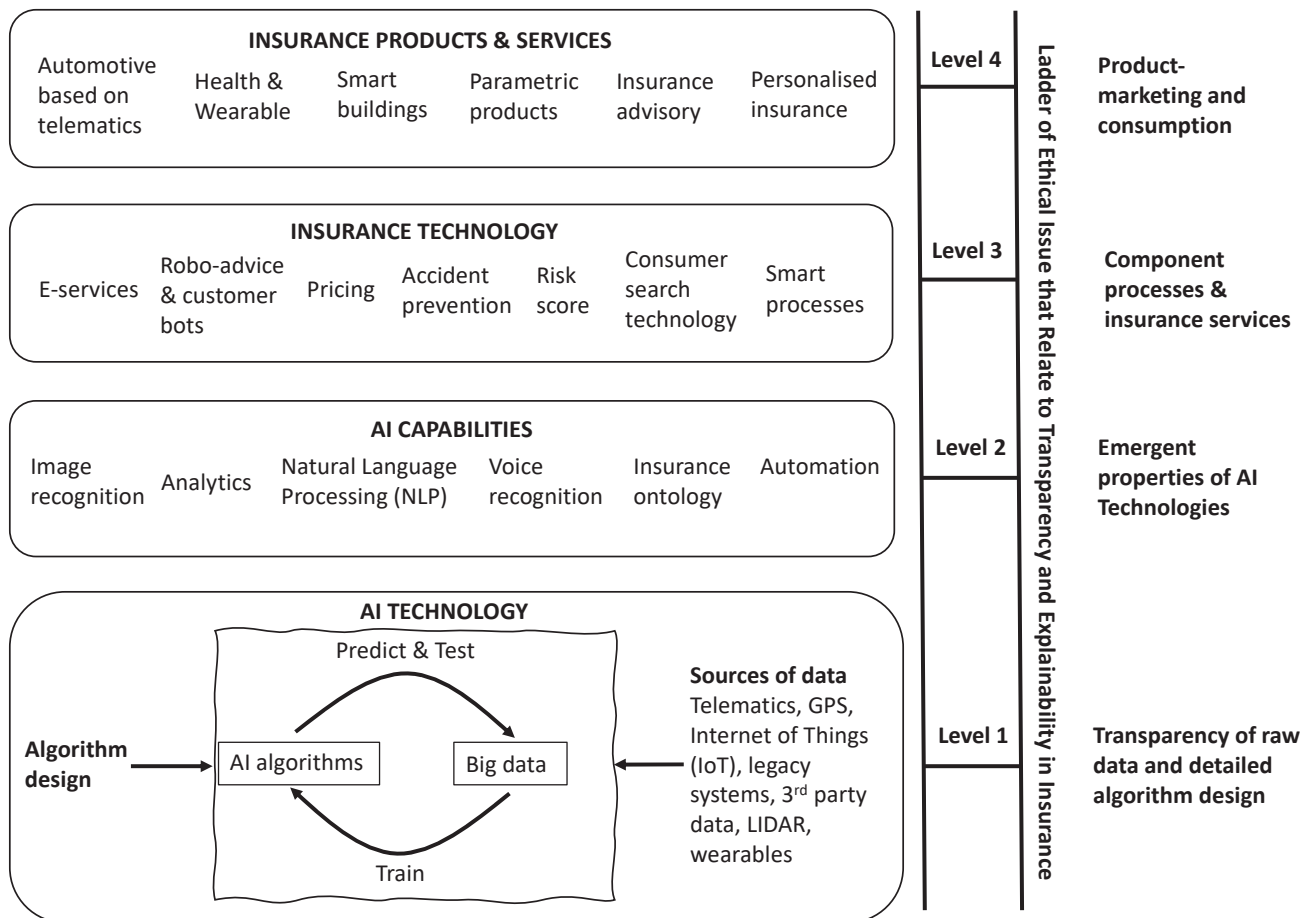 INSURANCE PRODUCTS & SERVICES
Automotive
based on
telematics
Health &
Wearable
Smart
buildings
Parametric
products
Insurance
advisory
Personalised
insurance
Level 4
Product-
marketing and
consumption
INSURANCE TECHNOLOGY
E-services
Robo-advice
& customer
bots
Pricing
Accident
prevention
Risk
score
Consumer
search
technology
Smart
processes
Level 3
Component
processes &
insurance services
AI CAPABILITIES
Image
recognition
Analytics
Natural Language
Processing (NLP)
Voice
recognition
Insurance
ontology
Automation
Level 2
Emergent
properties of AI
Technologies
AI TECHNOLOGY
Predict & Test
Algorithm
design
AI algorithms
Big data
Train
Sources of data
Telematics, GPS,
Internet of Things
(IoT), legacy
systems, 3rd party
data, LIDAR,
wearables
Level 1
Transparency of raw
data and detailed
algorithm design
Ladder of Ethical Issue that Relate to Transparency and Explainability in Insurance